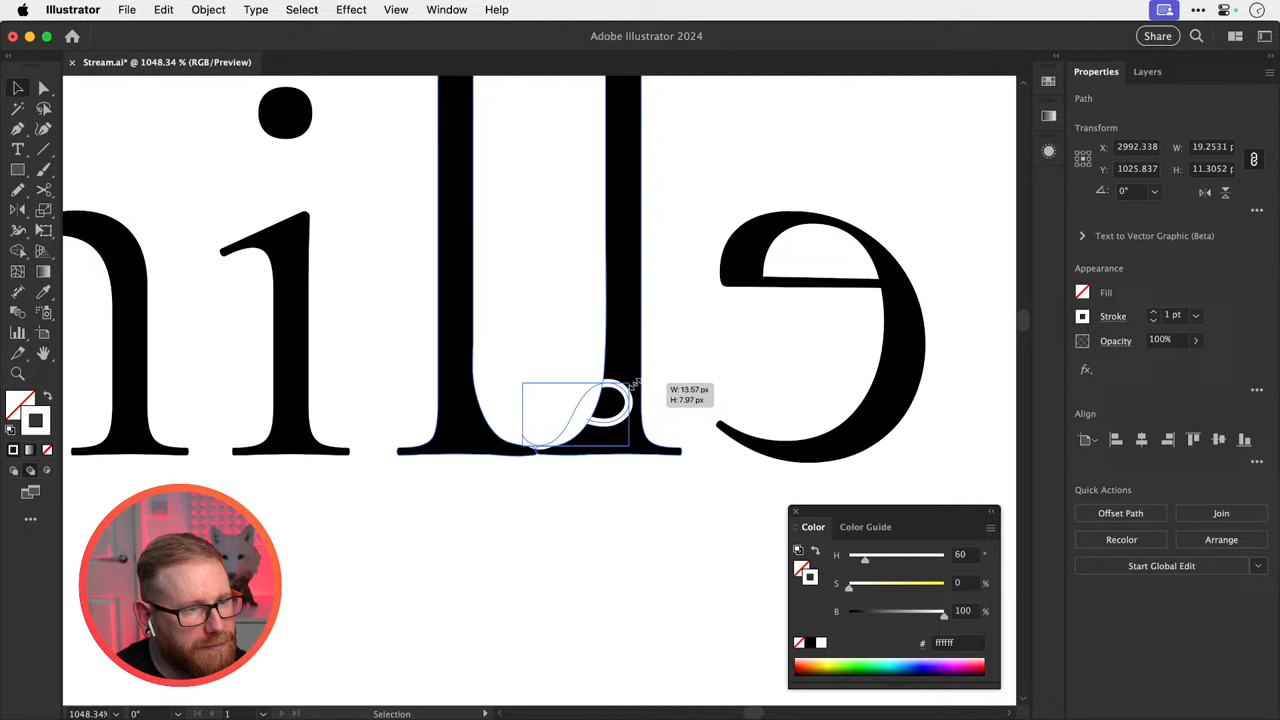 Illustrator File Edit Object Type Select Effect View Window Help
Adobe Illustrator 2024
Share
Stream.ai* @ 1048.34 % (RGB/Preview)
Properties Layers
Path
Transform
X: 2992.338 W: 19.2531 p
Y: 1025.837 H: 11.3052 p
0°
Text to Vector Graphic (Beta)
Appearance
Fill
Stroke 1 pt
Opacity 100%
fx.
Align
Quick Actions
Offset Path Join
Recolor Arrange
Start Global Edit
nillɘ
W: 13.57 px
H: 7.97 px
Color Color Guide
H 60 °
S 0 %
B 100 %
# ffffff
1048.349 0° 1 Selection